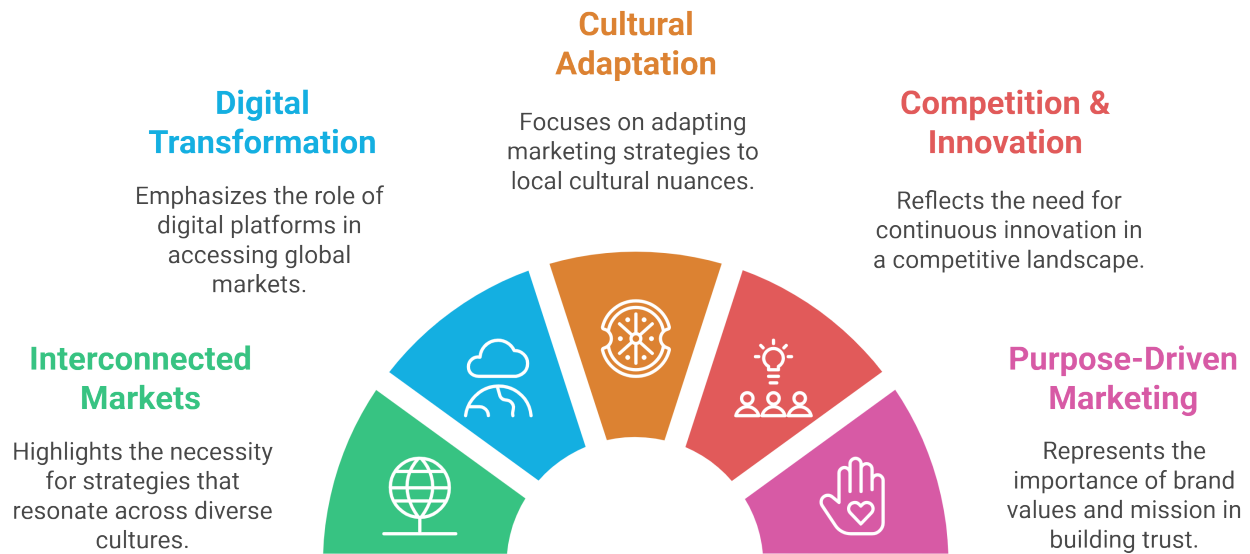 Cultural
Adaptation
Focuses on adapting
marketing strategies to
local cultural nuances.
Digital
Transformation
Emphasizes the role of
digital platforms in
accessing global
markets.
Competition &
Innovation
Reflects the need for
continuous innovation in
a competitive landscape.
Interconnected
Markets
Highlights the necessity
for strategies that
resonate across diverse
cultures.
Purpose-Driven
Marketing
Represents the
importance of brand
values and mission in
building trust.